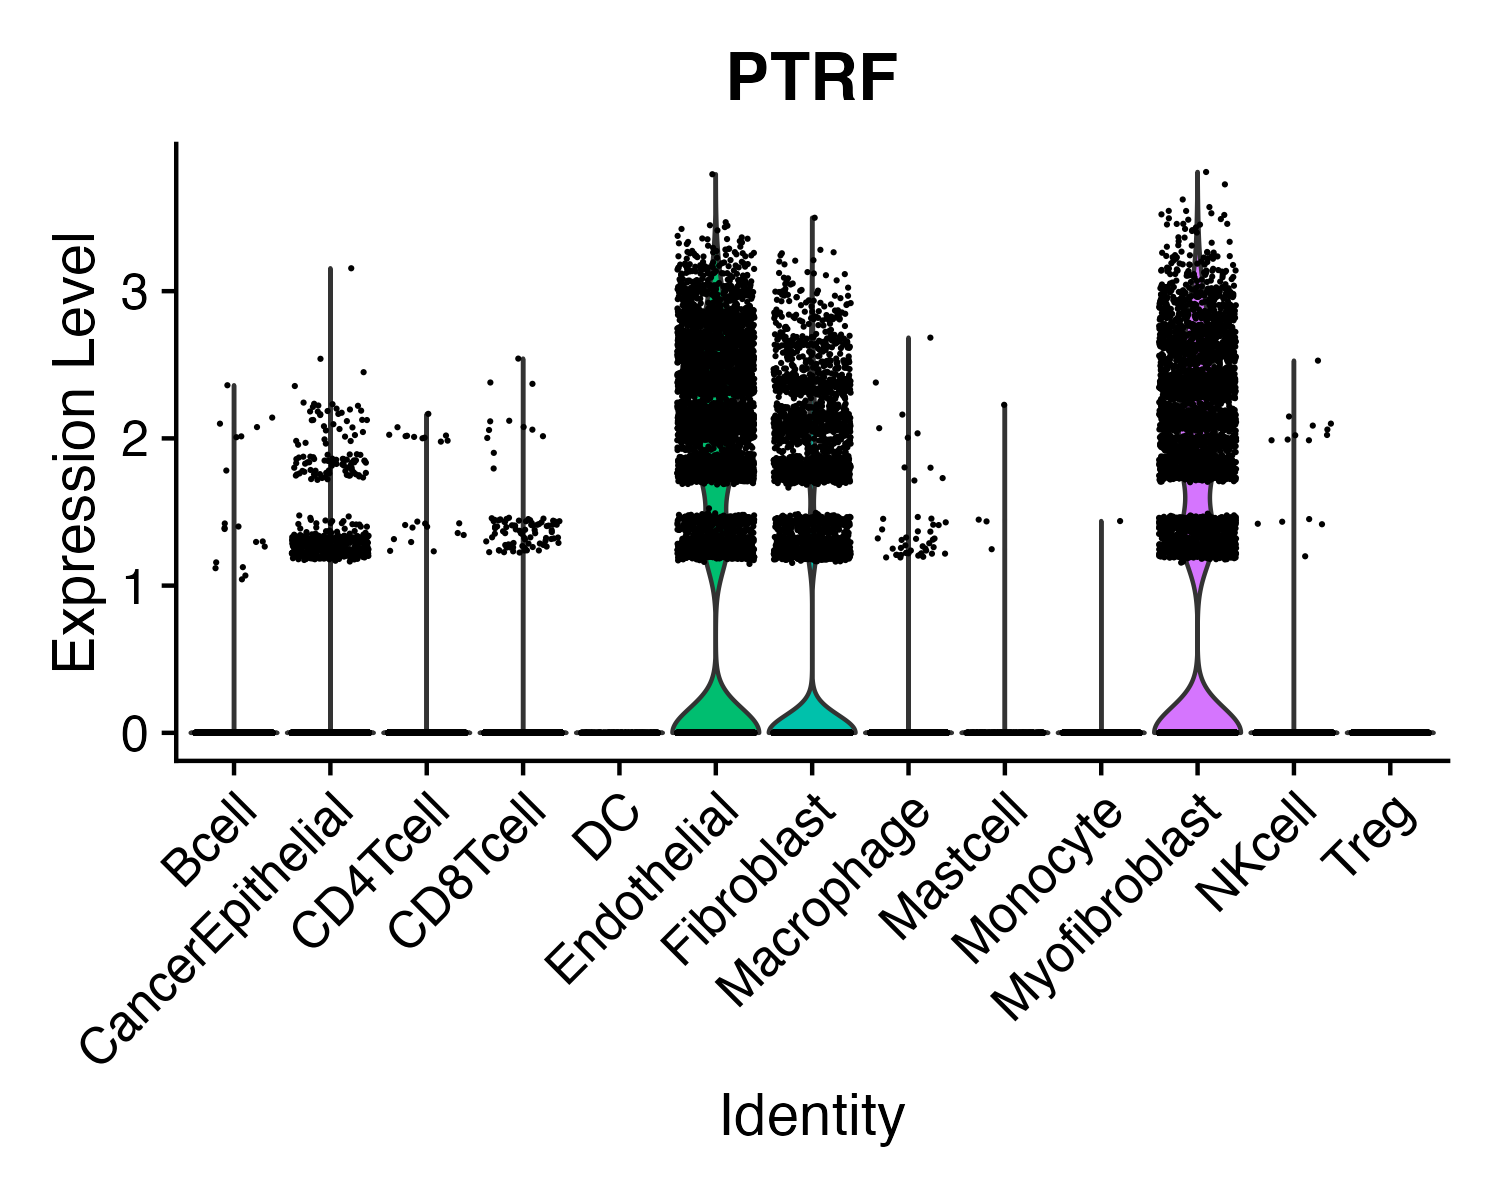 PTRF
Expression Level
3
2
1
0
Bcell
CancerEpithelial
CD4Tcell
CD8Tcell
DC
Endothelial
Fibroblast
Macrophage
Mastcell
Monocyte
Myofibroblast
NKcell
Treg
Identity